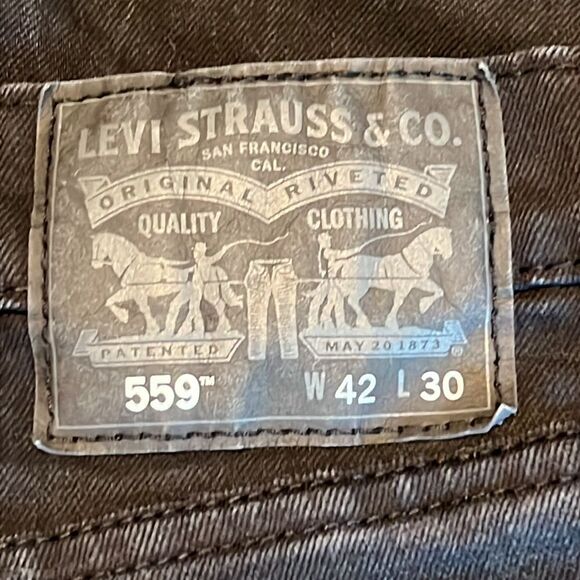 LEVI STRAUSS & CO.
SAN FRANCISCO
CAL.
ORIGINAL RIVETED
QUALITY CLOTHING
PATENTED MAY 20 1873 ®
559™ W 42 L 30